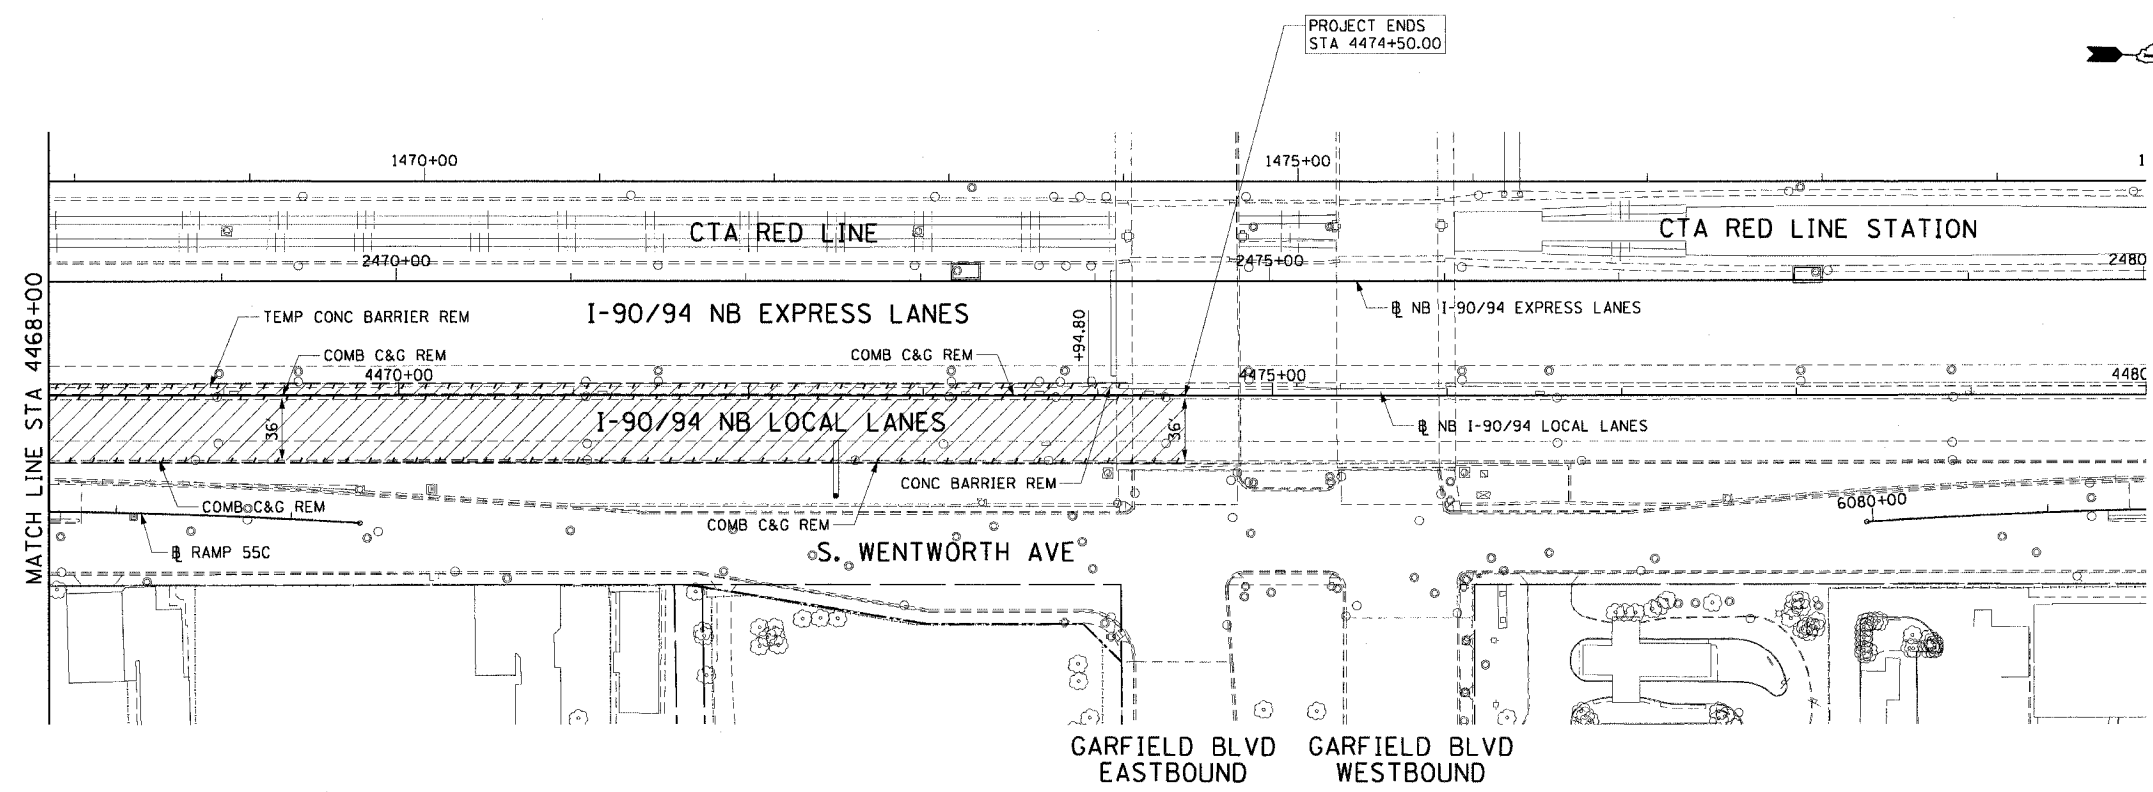 PROJECT ENDS
STA 4474+50.00
1470+00
1475+00
1
CTA RED LINE
CTA RED LINE STATION
2470+00
2475+00
2480
MATCH LINE STA 4468+00
TEMP CONC BARRIER REM
I-90/94 NB EXPRESS LANES
+94.80
℄ NB I-90/94 EXPRESS LANES
COMB C&G REM
COMB C&G REM
4470+00
4475+00
4480
36'
I-90/94 NB LOCAL LANES
36'
℄ NB I-90/94 LOCAL LANES
CONC BARRIER REM
COMB C&G REM
COMB C&G REM
6080+00
℄ RAMP 55C
S. WENTWORTH AVE
GARFIELD BLVD
EASTBOUND
GARFIELD BLVD
WESTBOUND